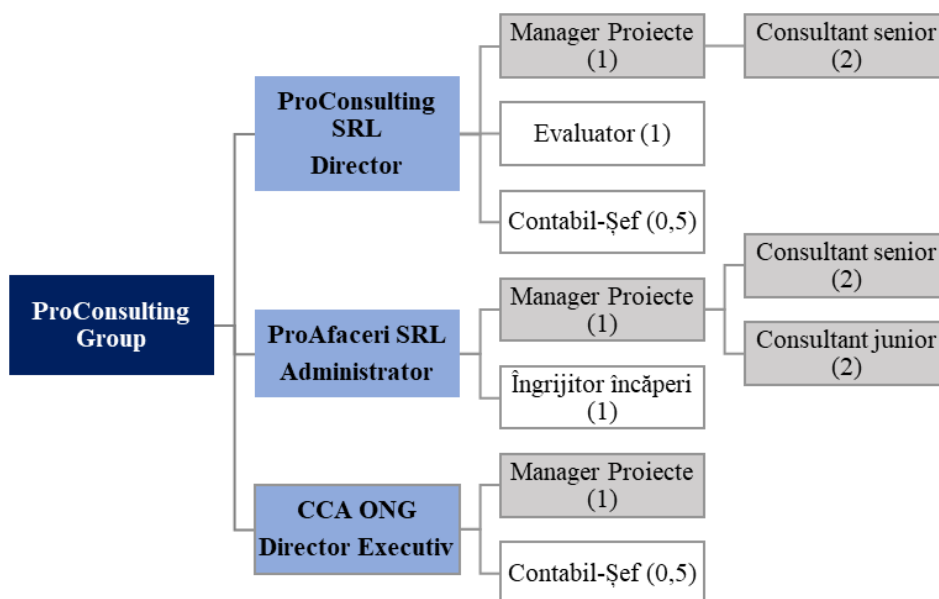 ProConsulting
Group
ProConsulting
SRL
Director
Manager Proiecte
(1)
Consultant senior
(2)
Evaluator (1)
Contabil-Șef (0,5)
ProAfaceri SRL
Administrator
Manager Proiecte
(1)
Consultant senior
(2)
Consultant junior
(2)
Îngrijitor încăperi
(1)
CCA ONG
Director Executiv
Manager Proiecte
(1)
Contabil-Șef (0,5)